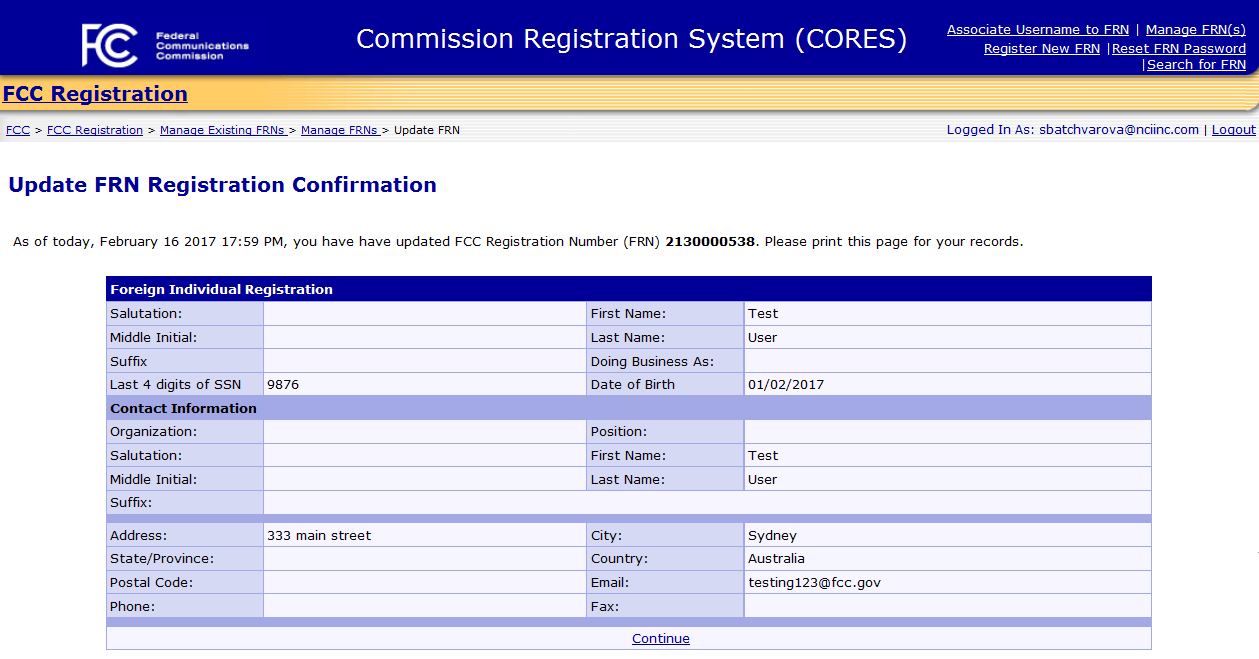 FCC Federal Communications Commission
Commission Registration System (CORES)
Associate Username to FRN | Manage FRN(s)
Register New FRN |Reset FRN Password
|Search for FRN
FCC Registration
FCC > FCC Registration > Manage Existing FRNs > Manage FRNs > Update FRN
Logged In As: sbatchvarova@nciinc.com | Logout
Update FRN Registration Confirmation
As of today, February 16 2017 17:59 PM, you have have updated FCC Registration Number (FRN) 2130000538. Please print this page for your records.
Foreign Individual Registration
Salutation: First Name: Test
Middle Initial: Last Name: User
Suffix Doing Business As:
Last 4 digits of SSN 9876 Date of Birth 01/02/2017
Contact Information
Organization: Position:
Salutation: First Name: Test
Middle Initial: Last Name: User
Suffix:
Address: 333 main street City: Sydney
State/Province: Country: Australia
Postal Code: Email: testing123@fcc.gov
Phone: Fax:
Continue